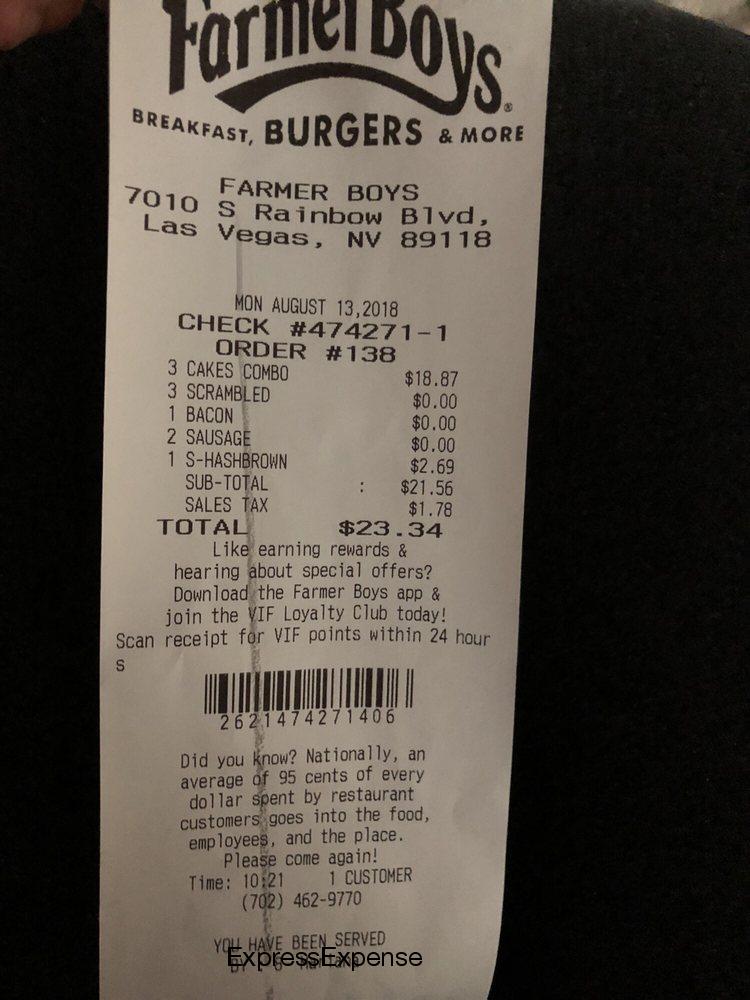 Farmer Boys®
BREAKFAST, BURGERS & MORE
FARMER BOYS
7010 S Rainbow Blvd,
Las Vegas, NV 89118
MON AUGUST 13,2018
CHECK #474271-1
ORDER #138
3 CAKES COMBO $18.87
3 SCRAMBLED $0.00
1 BACON $0.00
2 SAUSAGE $0.00
1 S-HASHBROWN $2.69
SUB-TOTAL : $21.56
SALES TAX $1.78
TOTAL $23.34
Like earning rewards &
hearing about special offers?
Download the Farmer Boys app &
join the VIF Loyalty Club today!
Scan receipt for VIF points within 24 hour
s
2621474271406
Did you know? Nationally, an
average of 95 cents of every
dollar spent by restaurant
customers goes into the food,
employees, and the place.
Please come again!
Time: 10:21 1 CUSTOMER
(702) 462-9770
YOU HAVE BEEN SERVED
ExpressExpense